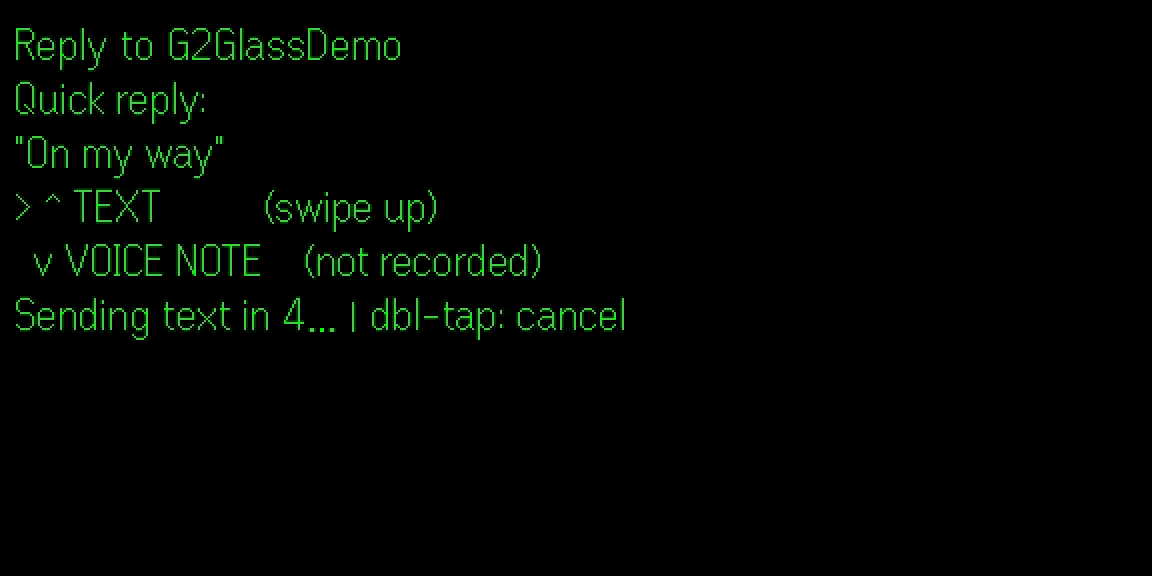 Reply to G2GlassDemo
Quick reply:
"On my way"
> ^ TEXT (swipe up)
v VOICE NOTE (not recorded)
Sending text in 4... | dbl-tap: cancel